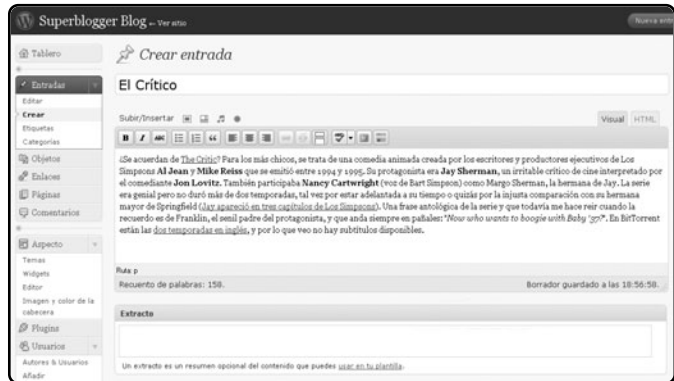 Superblogger Blog ← Ver sitio
Nueva ent
Tablero
Crear entrada
Entradas
Editar
Crear
Etiquetas
Categorías
Objetos
Enlaces
Páginas
Comentarios
Aspecto
Temas
Widgets
Editor
Imagen y color de la
cabecera
Plugins
Usuarios
Autores & Usuarios
Añadir
El Crítico
Subir/Insertar
Visual HTML
B I ABC
¿Se acuerdan de The Critic? Para los más chicos, se trata de una comedia animada creada por los escritores y productores ejecutivos de Los
Simpsons Al Jean y Mike Reiss que se emitió entre 1994 y 1995. Su protagonista era Jay Sherman, un irritable crítico de cine interpretado por
el comediante Jon Lovitz. También participaba Nancy Cartwright (voz de Bart Simpson) como Margo Sherman, la hermana de Jay. La serie
era genial pero no duró más de dos temporadas, tal vez por estar adelantada a su tiempo o quizás por la injusta comparación con su hermana
mayor de Springfield (Jay apareció en tres capítulos de Los Simpsons). Una frase antológica de la serie y que todavía me hace reír cuando la
recuerdo es de Franklin, el senil padre del protagonista, y que anda siempre en pañales: "Now who wants to boogie with Baby '37?". En BitTorrent
están las dos temporadas en inglés, y por lo que veo no hay subtítulos disponibles.
Ruta p
Recuento de palabras: 158.
Borrador guardado a las 18:56:58.
Extracto
Un extracto es un resumen opcional del contenido que puedes usar en tu plantilla.